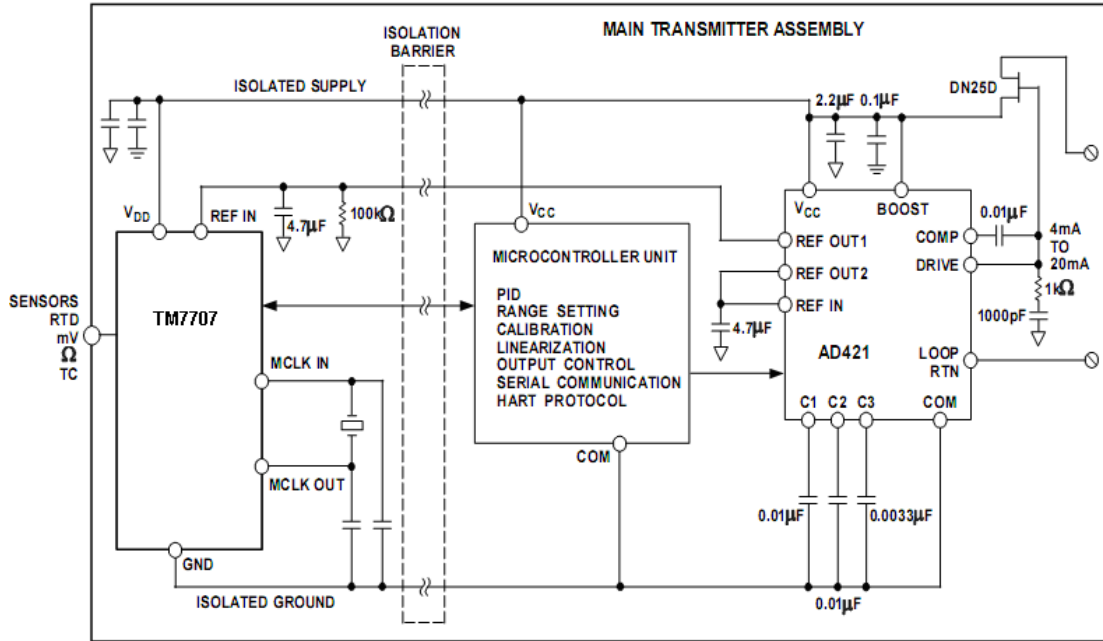 MAIN TRANSMITTER ASSEMBLY
ISOLATION
BARRIER
ISOLATED SUPPLY
DN25D
2.2µF 0.1µF
VDD
REF IN
4.7µF
100kΩ
VCC
VCC
BOOST
0.01µF
COMP
4mA
TO
20mA
REF OUT1
REF OUT2
REF IN
DRIVE
1kΩ
1000pF
4.7µF
AD421
LOOP
RTN
C1 C2 C3 COM
MICROCONTROLLER UNIT
PID
RANGE SETTING
CALIBRATION
LINEARIZATION
OUTPUT CONTROL
SERIAL COMMUNICATION
HART PROTOCOL
COM
SENSORS
RTD
mV
Ω
TC
TM7707
MCLK IN
MCLK OUT
GND
0.01µF
0.0033µF
0.01µF
ISOLATED GROUND